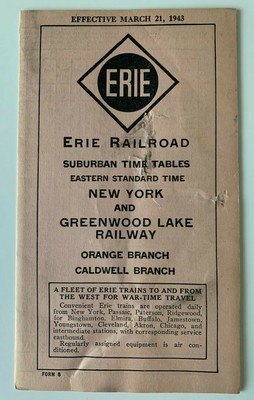 EFFECTIVE MARCH 21, 1943
ERIE
ERIE RAILROAD
SUBURBAN TIME TABLES
EASTERN STANDARD TIME
NEW YORK
AND
GREENWOOD LAKE
RAILWAY
ORANGE BRANCH
CALDWELL BRANCH
A FLEET OF ERIE TRAINS TO AND FROM
THE WEST FOR WAR-TIME TRAVEL
Convenient Erie trains are operated daily
from New York, Passaic, Paterson, Ridgewood,
for Binghamton, Elmira, Buffalo, Jamestown,
Youngstown, Cleveland, Akron, Chicago, and
intermediate stations, with corresponding service
eastbound.
Regularly assigned equipment is air con-
ditioned.
FORM 8